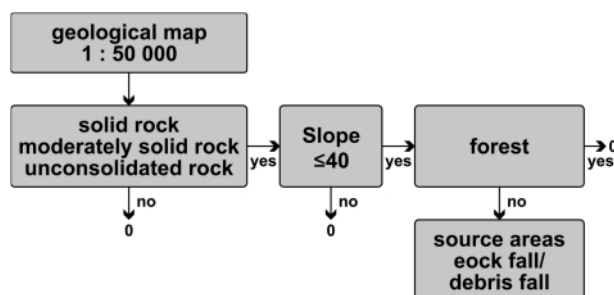 geological map
1 : 50 000
solid rock
moderately solid rock
unconsolidated rock
yes
Slope
≤40
yes
forest
0
yes
no
0
no
0
no
source areas
eock fall/
debris fall